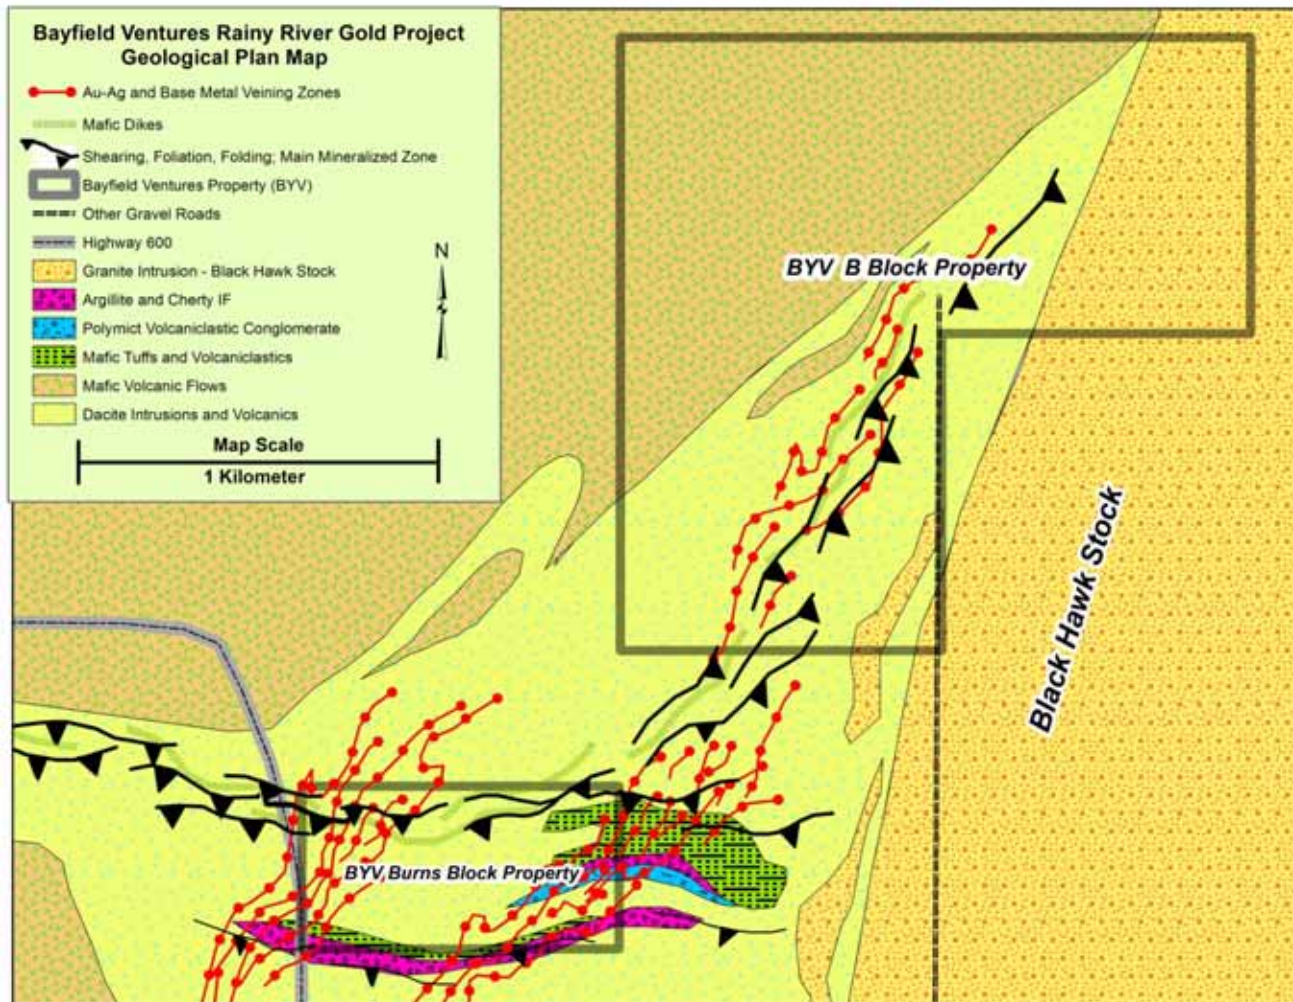 Bayfield Ventures Rainy River Gold Project
Geological Plan Map
Au-Ag and Base Metal Veining Zones
Mafic Dikes
Shearing, Foliation, Folding; Main Mineralized Zone
Bayfield Ventures Property (BYV)
Other Gravel Roads
Highway 600
N
Granite Intrusion - Black Hawk Stock
Argillite and Cherty IF
Polymict Volcaniclastic Conglomerate
Mafic Tuffs and Volcaniclastics
Mafic Volcanic Flows
Dacite Intrusions and Volcanics
Map Scale
1 Kilometer
BYV B Block Property
Black Hawk Stock
BYV Burns Block Property